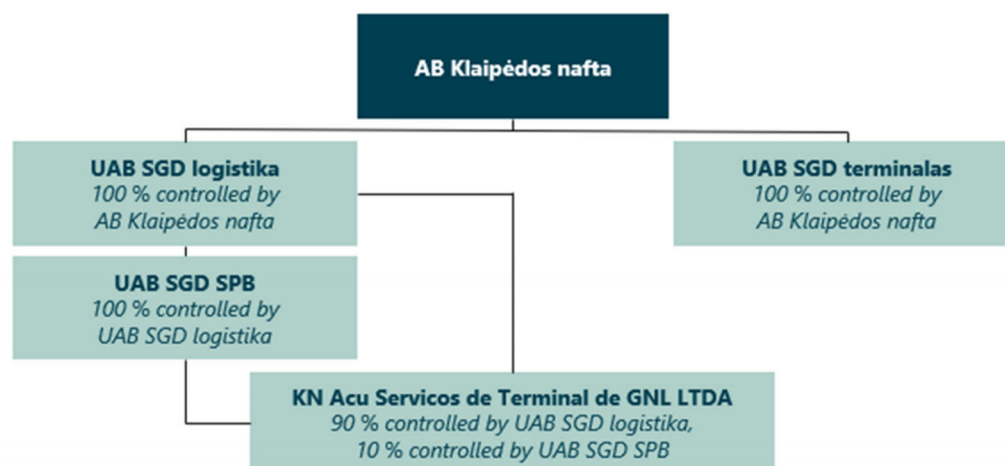 AB Klaipėdos nafta
UAB SGD logistika
100 % controlled by
AB Klaipėdos nafta
UAB SGD terminalas
100 % controlled by
AB Klaipėdos nafta
UAB SGD SPB
100 % controlled by
UAB SGD logistika
KN Acu Servicos de Terminal de GNL LTDA
90 % controlled by UAB SGD logistika,
10 % controlled by UAB SGD SPB